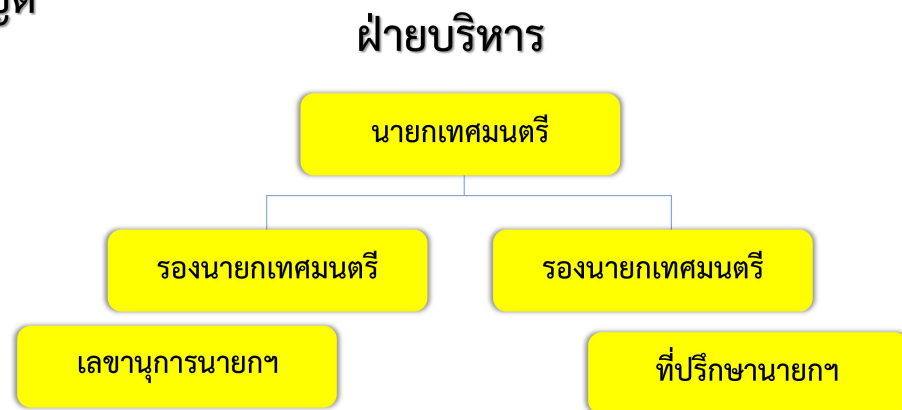 ฝ่ายบริหาร
นายกเทศมนตรี
รองนายกเทศมนตรี
รองนายกเทศมนตรี
เลขานุการนายกฯ
ที่ปรึกษานายกฯ